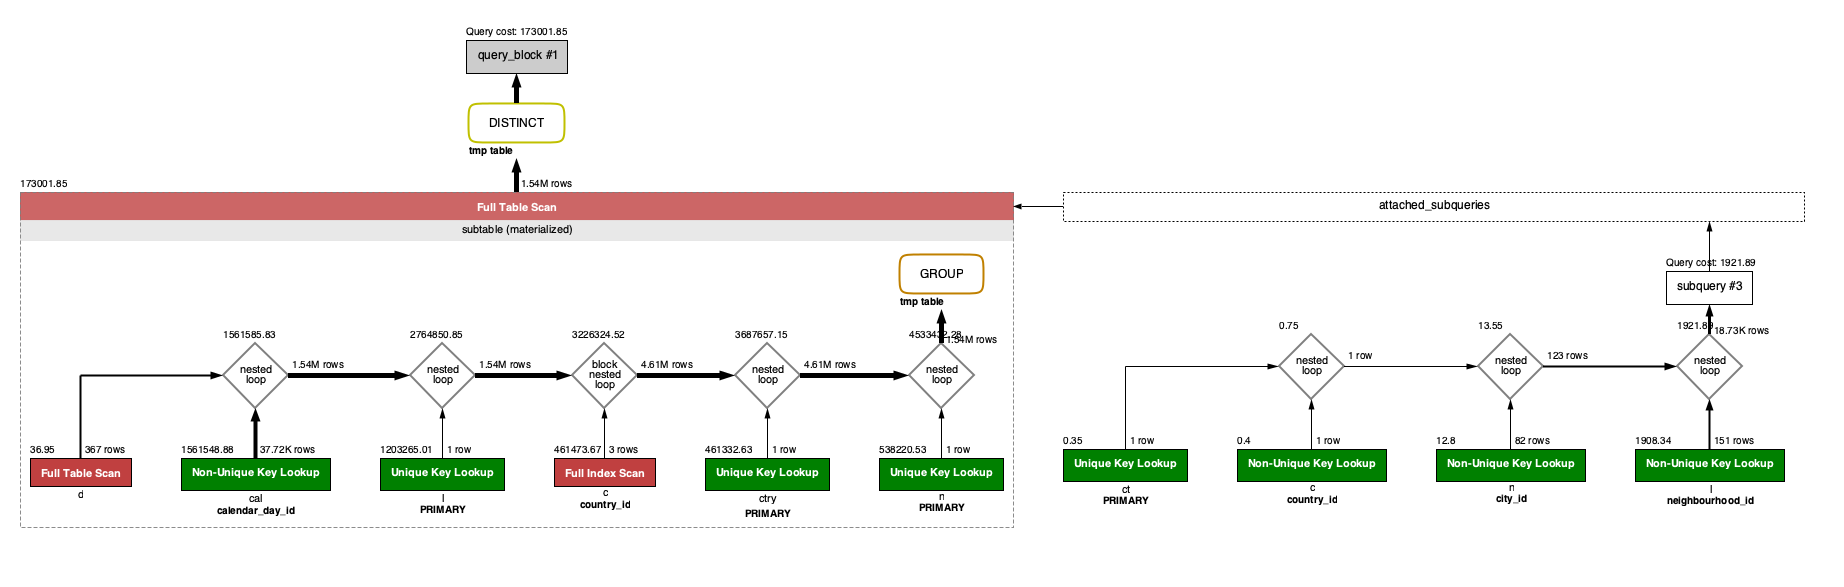 Query cost: 173001.85
query_block #1
DISTINCT
tmp table
173001.85
1.54M rows
Full Table Scan
subtable (materialized)
GROUP
tmp table
1561585.83
2764850.85
3226324.52
3687657.15
1.54M rows
nested
loop
1.54M rows
nested
loop
1.54M rows
block
nested
loop
4.61M rows
nested
loop
4.61M rows
nested
loop
36.95
367 rows
1561548.88
37.72K rows
1203265.01
1 row
461473.67
3 rows
461332.63
1 row
538220.53
1 row
Full Table Scan
Non-Unique Key Lookup
Unique Key Lookup
Full Index Scan
Unique Key Lookup
Unique Key Lookup
d
cal
calendar_day_id
l
PRIMARY
c
country_id
ctry
PRIMARY
n
PRIMARY
attached_subqueries
Query cost: 1921.89
subquery #3
0.75
13.55
18.73K rows
nested
loop
1 row
nested
loop
123 rows
nested
loop
0.35
1 row
0.4
1 row
12.8
82 rows
1908.34
151 rows
Unique Key Lookup
Non-Unique Key Lookup
Non-Unique Key Lookup
Non-Unique Key Lookup
ct
PRIMARY
c
country_id
n
city_id
l
neighbourhood_id